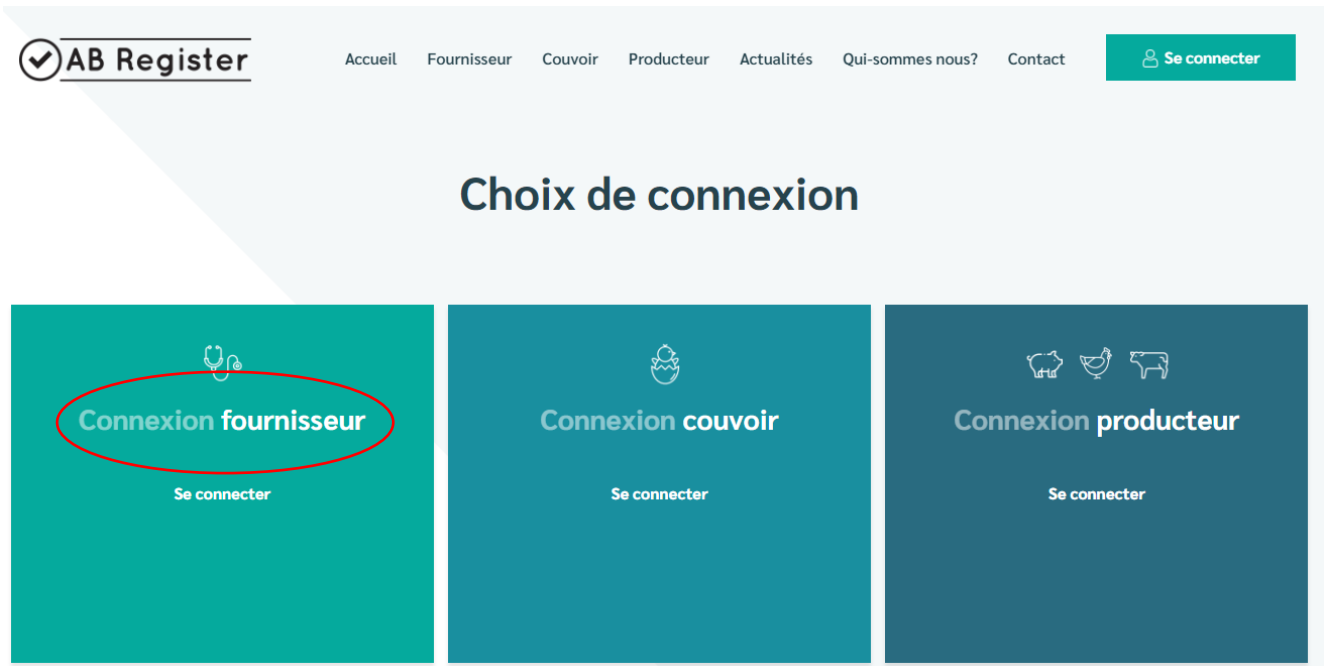 AB Register
Accueil Fournisseur Couvoir Producteur Actualités Qui-sommes nous? Contact Se connecter
Choix de connexion
Connexion fournisseur Connexion couvoir Connexion producteur
Se connecter Se connecter Se connecter